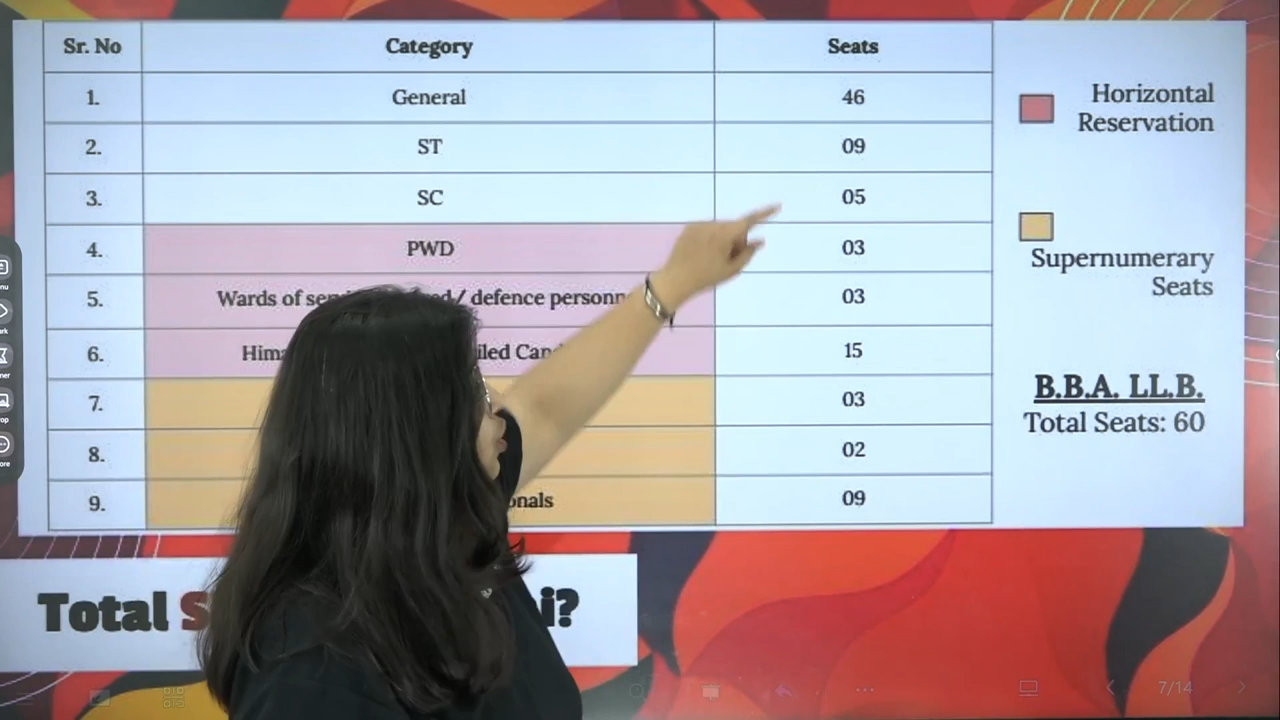 Sr. No Category Seats
1. General 46
2. ST 09
3. SC 05
4. PWD 03
5. Wards of / defence 03
6. 15
7. 03
8. 02
9. 09
Horizontal
Reservation
Supernumerary
Seats
B.B.A. LL.B.
Total Seats: 60
Total
7/14